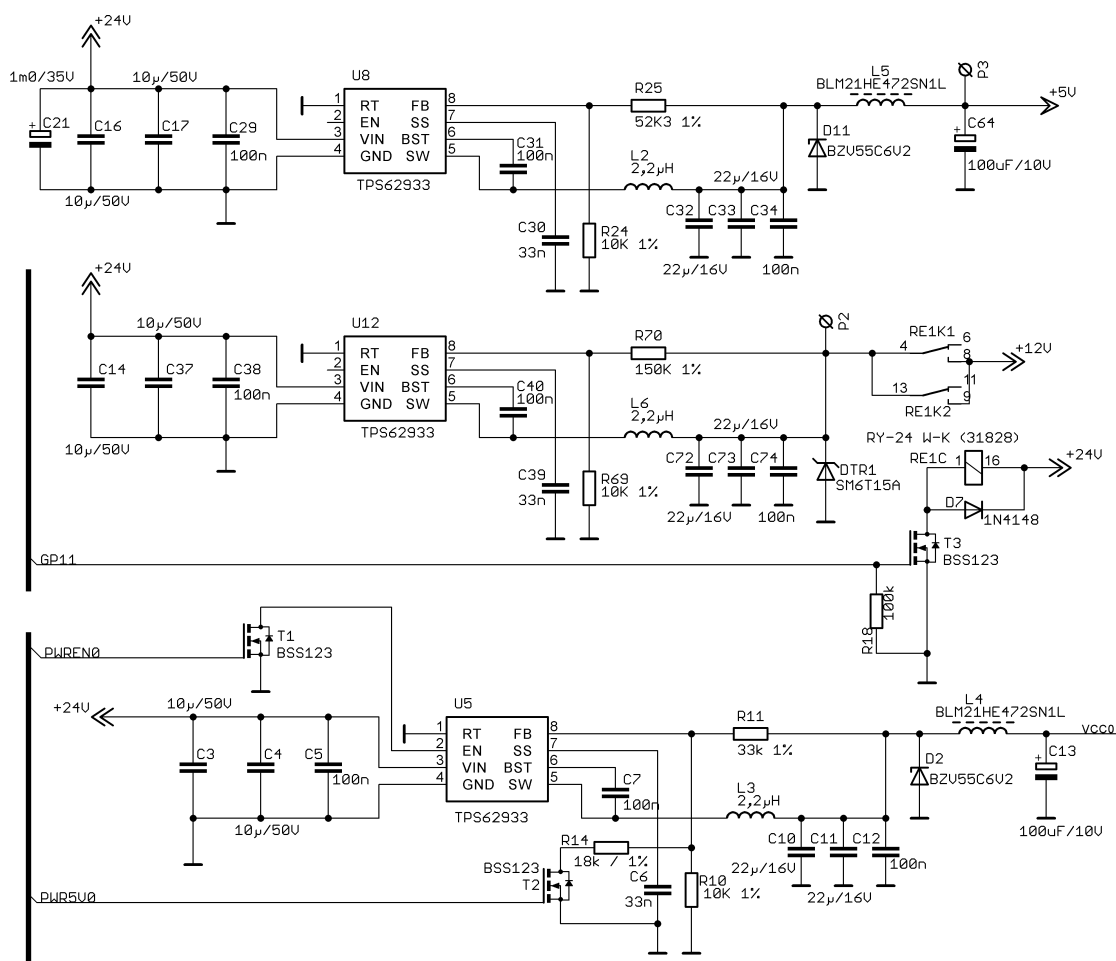 +24V
1m0/35V
10µ/50V
C21
C16
C17
C29
100n
10µ/50V
U8
1 RT FB 8
2 EN SS 7
3 VIN BST 6
4 GND SW 5
TPS62933
C31
100n
C30
33n
R24
10K 1%
R25
52K3 1%
L2
2,2µH
22µ/16V
C32
C33
C34
22µ/16V
100n
D11
BZV55C6V2
L5
BLM21HE472SN1L
P3
+5V
C64
100uF/10V
+24V
10µ/50V
C14
C37
C38
100n
10µ/50V
U12
1 RT FB 8
2 EN SS 7
3 VIN BST 6
4 GND SW 5
TPS62933
C40
100n
C39
33n
R69
10K 1%
R70
150K 1%
L6
2,2µH
22µ/16V
C72
C73
C74
22µ/16V
100n
P2
DTR1
SM6T15A
RE1K1
4
6
8
+12V
13
11
9
RE1K2
RY-24 W-K (31828)
RE1C
1
16
+24V
D7
1N4148
T3
BSS123
GP11
R18
100k
PWREN0
T1
BSS123
+24V
10µ/50V
C3
C4
C5
100n
10µ/50V
U5
1 RT FB 8
2 EN SS 7
3 VIN BST 6
4 GND SW 5
TPS62933
C7
100n
R11
33k 1%
L3
2,2µH
C10
C11
C12
22µ/16V
100n
22µ/16V
D2
BZV55C6V2
L4
BLM21HE472SN1L
VCC0
C13
100uF/10V
R14
18k / 1%
BSS123
T2
C6
33n
R10
10K 1%
PWR5V0